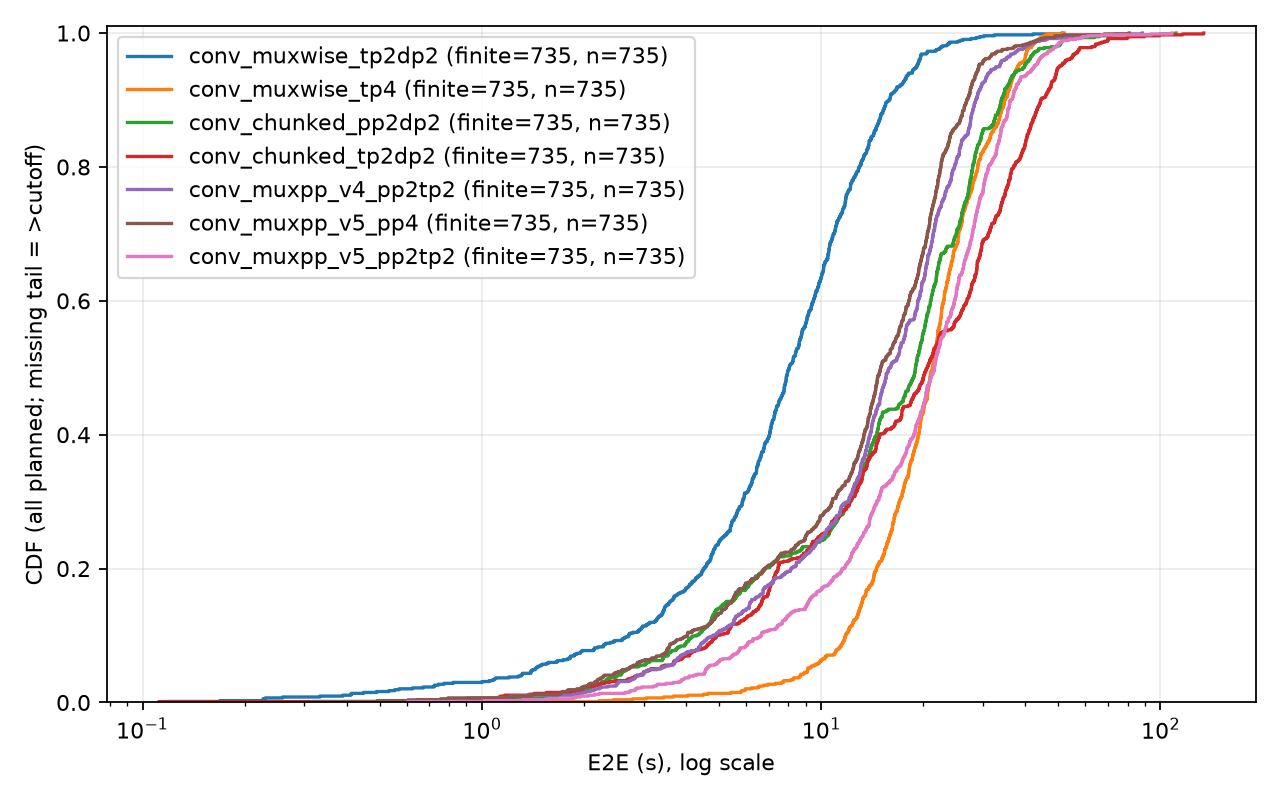 1.0
0.8
0.6
0.4
0.2
0.0
CDF (all planned; missing tail = >cutoff)
conv_muxwise_tp2dp2 (finite=735, n=735)
conv_muxwise_tp4 (finite=735, n=735)
conv_chunked_pp2dp2 (finite=735, n=735)
conv_chunked_tp2dp2 (finite=735, n=735)
conv_muxpp_v4_pp2tp2 (finite=735, n=735)
conv_muxpp_v5_pp4 (finite=735, n=735)
conv_muxpp_v5_pp2tp2 (finite=735, n=735)
10⁻¹ 10⁰ 10¹ 10²
E2E (s), log scale